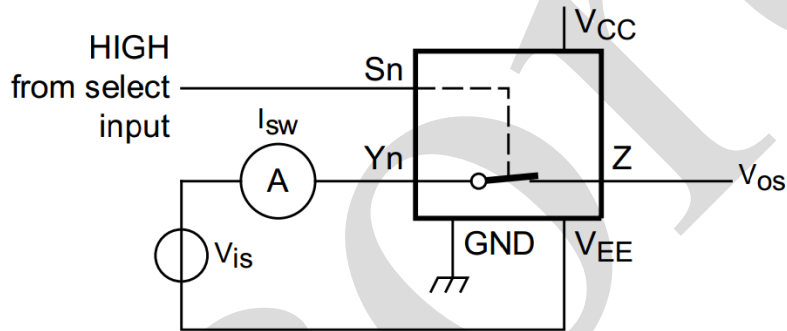 VCC
HIGH
from select
input
Sn
Isw
A
Yn
Z
Vos
Vis
GND
VEE